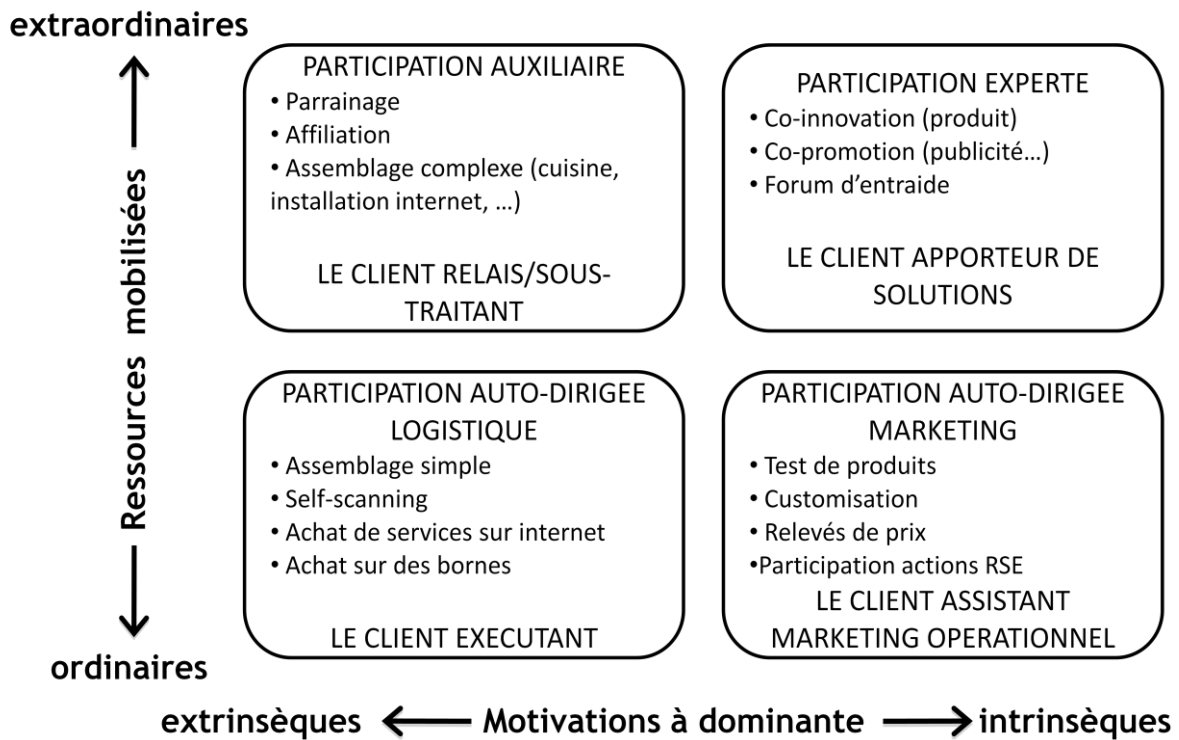 extraordinaires
Ressources mobilisées
ordinaires
PARTICIPATION AUXILIAIRE
• Parrainage
• Affiliation
• Assemblage complexe (cuisine,
installation internet, ...)
LE CLIENT RELAIS/SOUS-
TRAITANT
PARTICIPATION EXPERTE
• Co-innovation (produit)
• Co-promotion (publicité...)
• Forum d'entraide
LE CLIENT APPORTEUR DE
SOLUTIONS
PARTICIPATION AUTO-DIRIGEE
LOGISTIQUE
• Assemblage simple
• Self-scanning
• Achat de services sur internet
• Achat sur des bornes
LE CLIENT EXECUTANT
PARTICIPATION AUTO-DIRIGEE
MARKETING
• Test de produits
• Customisation
• Relevés de prix
•Participation actions RSE
LE CLIENT ASSISTANT
MARKETING OPERATIONNEL
extrinsèques Motivations à dominante intrinsèques